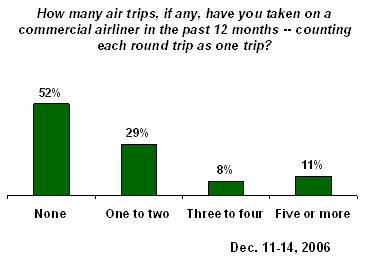 How many air trips, if any, have you taken on a
commercial airliner in the past 12 months -- counting
each round trip as one trip?
52%
29%
8%
11%
None
One to two
Three to four
Five or more
Dec. 11-14, 2006